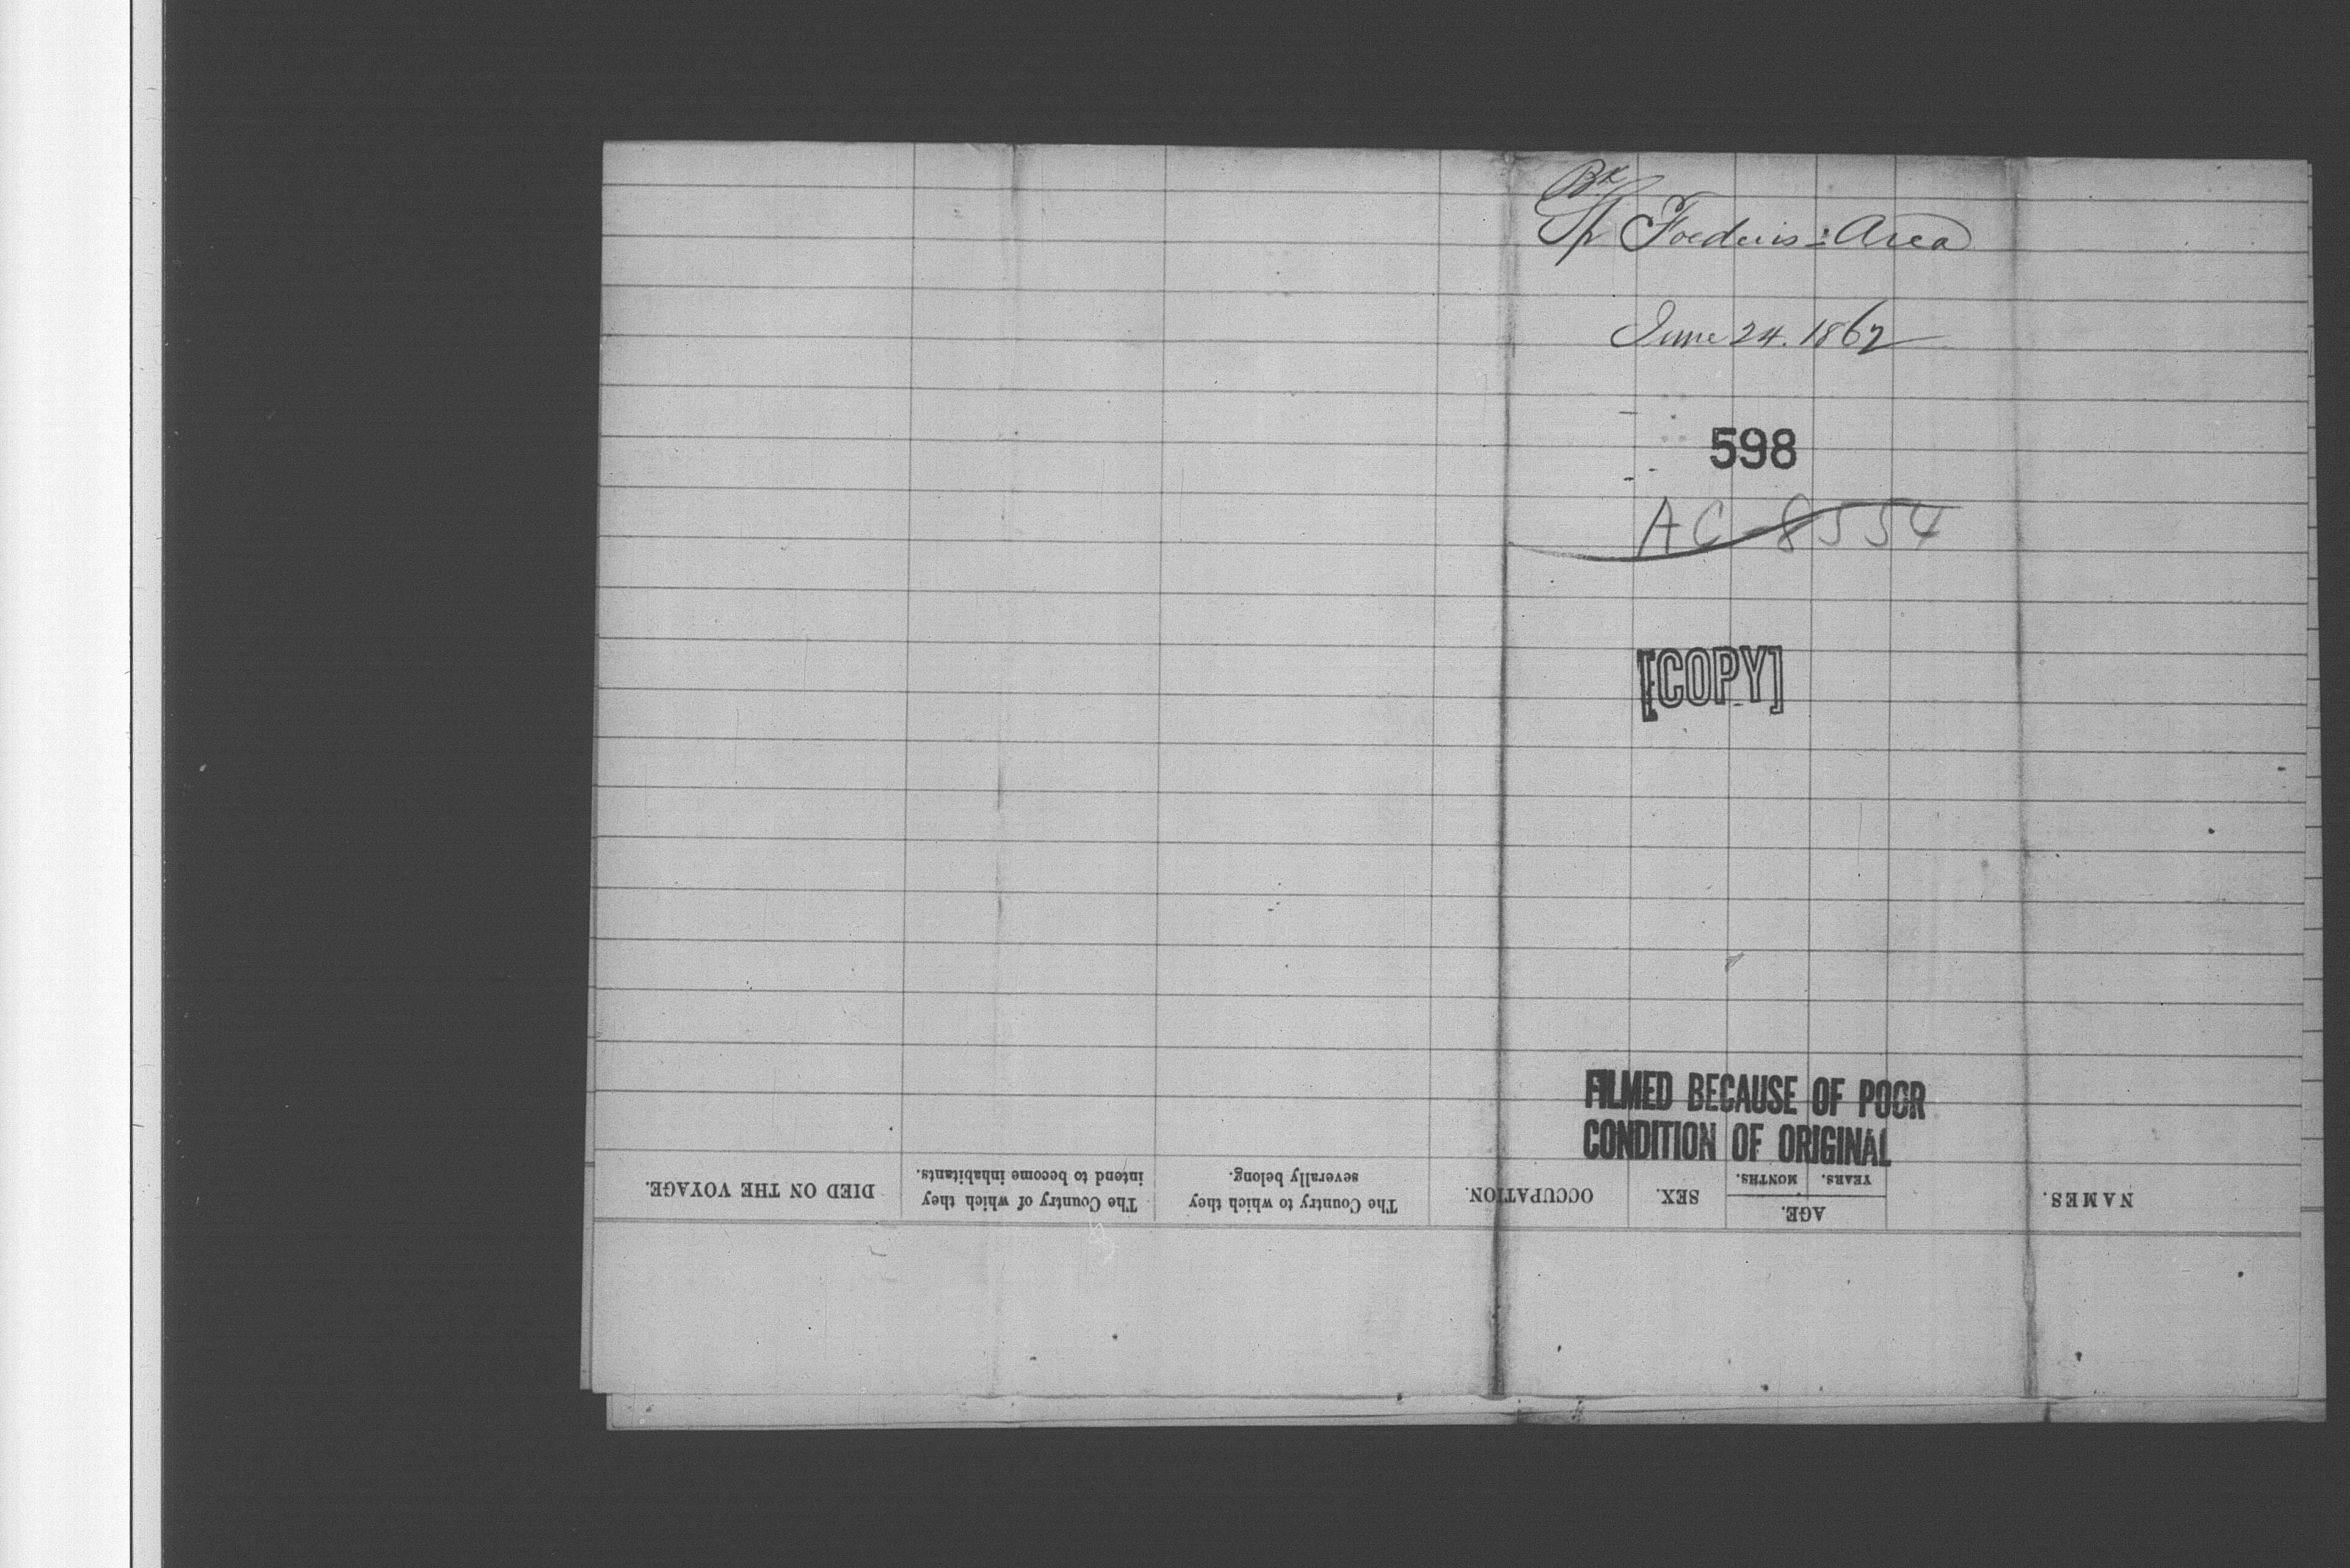 Bk
Sp Foederis = Area
June 24. 1862
598
AC-8554
[COPY]
FILMED BECAUSE OF POOR
CONDITION OF ORIGINAL
NAMES.
AGE.
YEARS.
MONTHS.
SEX.
OCCUPATION.
The Country to which they
severally belong.
The Country of which they
intend to become inhabitants.
DIED ON THE VOYAGE.